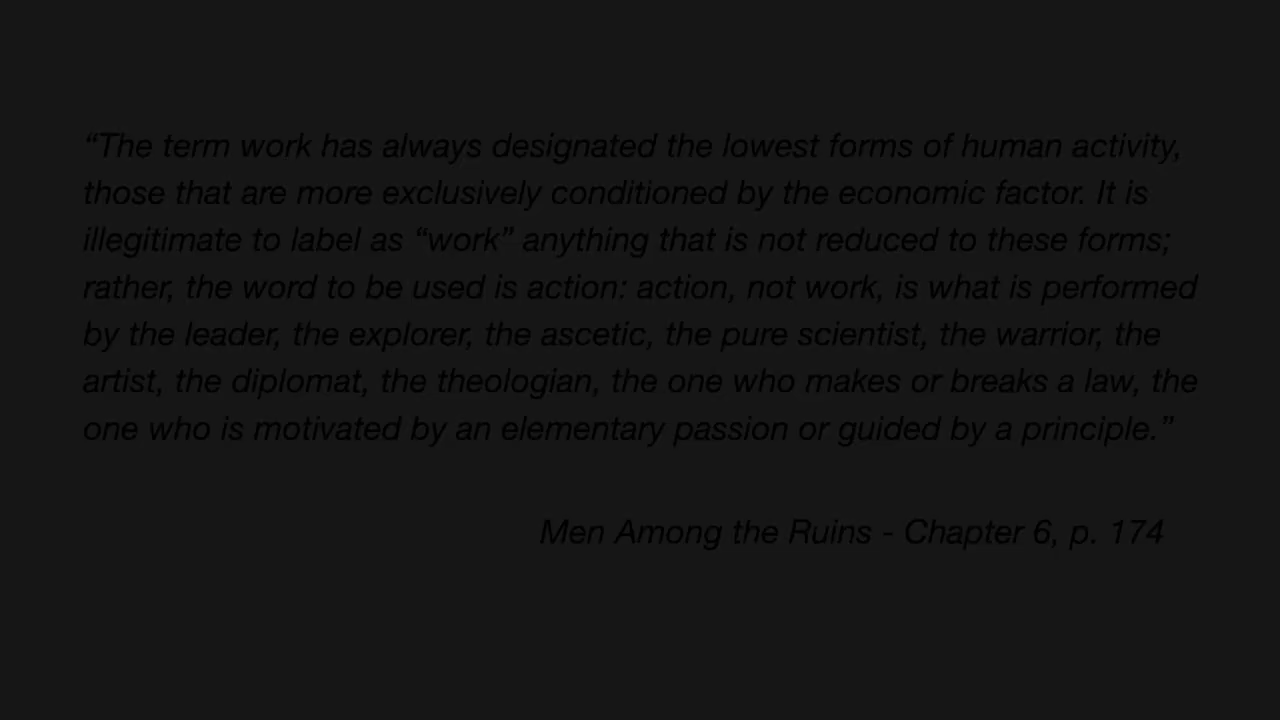 “The term work has always designated the lowest forms of human activity,
those that are more exclusively conditioned by the economic factor. It is
illegitimate to label as “work” anything that is not reduced to these forms;
rather, the word to be used is action: action, not work, is what is performed
by the leader, the explorer, the ascetic, the pure scientist, the warrior, the
artist, the diplomat, the theologian, the one who makes or breaks a law, the
one who is motivated by an elementary passion or guided by a principle.”
Men Among the Ruins - Chapter 6, p. 174